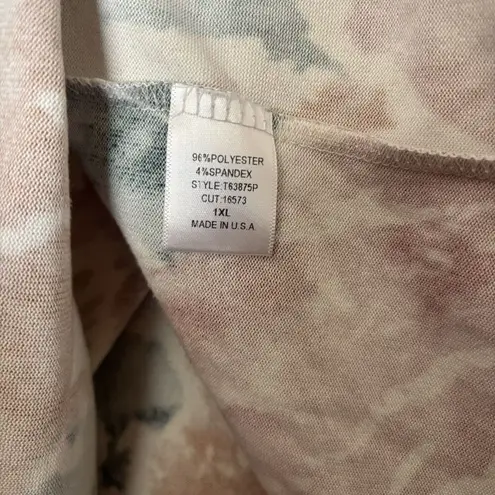 96%POLYESTER
4%SPANDEX
STYLE:T63875P
CUT:16573
1XL
MADE IN U.S.A.